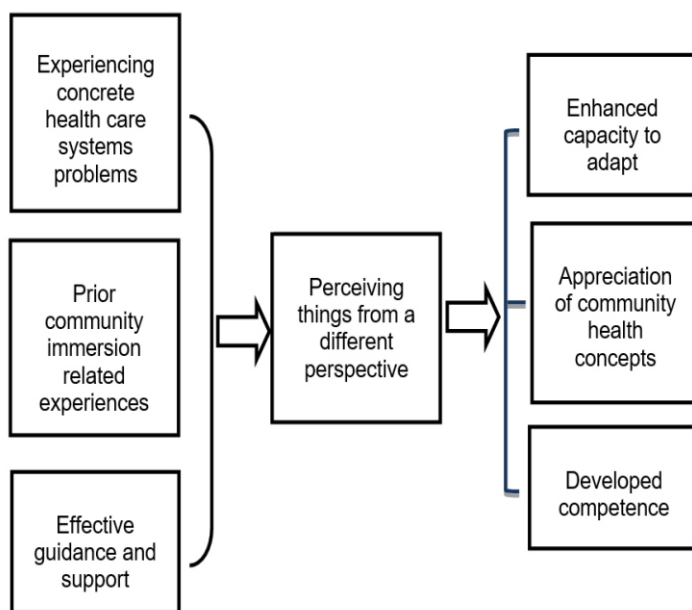 Experiencing
concrete
health care
systems
problems
Prior
community
immersion
related
experiences
Effective
guidance and
support
Perceiving
things from a
different
perspective
Enhanced
capacity to
adapt
Appreciation
of community
health
concepts
Developed
competence